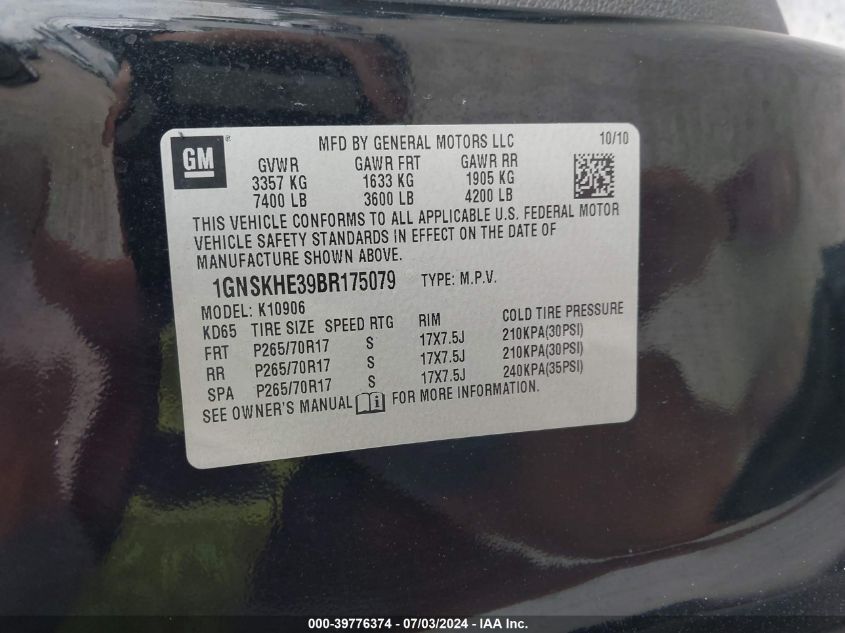 GM ®
MFD BY GENERAL MOTORS LLC 10/10
GVWR GAWR FRT GAWR RR
3357 KG 1633 KG 1905 KG
7400 LB 3600 LB 4200 LB
THIS VEHICLE CONFORMS TO ALL APPLICABLE U.S. FEDERAL MOTOR
VEHICLE SAFETY STANDARDS IN EFFECT ON THE DATE OF
MANUFACTURE SHOWN ABOVE.
1GNSKHE39BR175079 TYPE: M.P.V.
MODEL: K10906
KD65 TIRE SIZE SPEED RTG RIM COLD TIRE PRESSURE
FRT P265/70R17 S 17X7.5J 210KPA(30PSI)
RR P265/70R17 S 17X7.5J 210KPA(30PSI)
SPA P265/70R17 S 17X7.5J 240KPA(35PSI)
SEE OWNER'S MANUAL i FOR MORE INFORMATION.
000-39776374 / 07/03/2024 - IAA Inc.